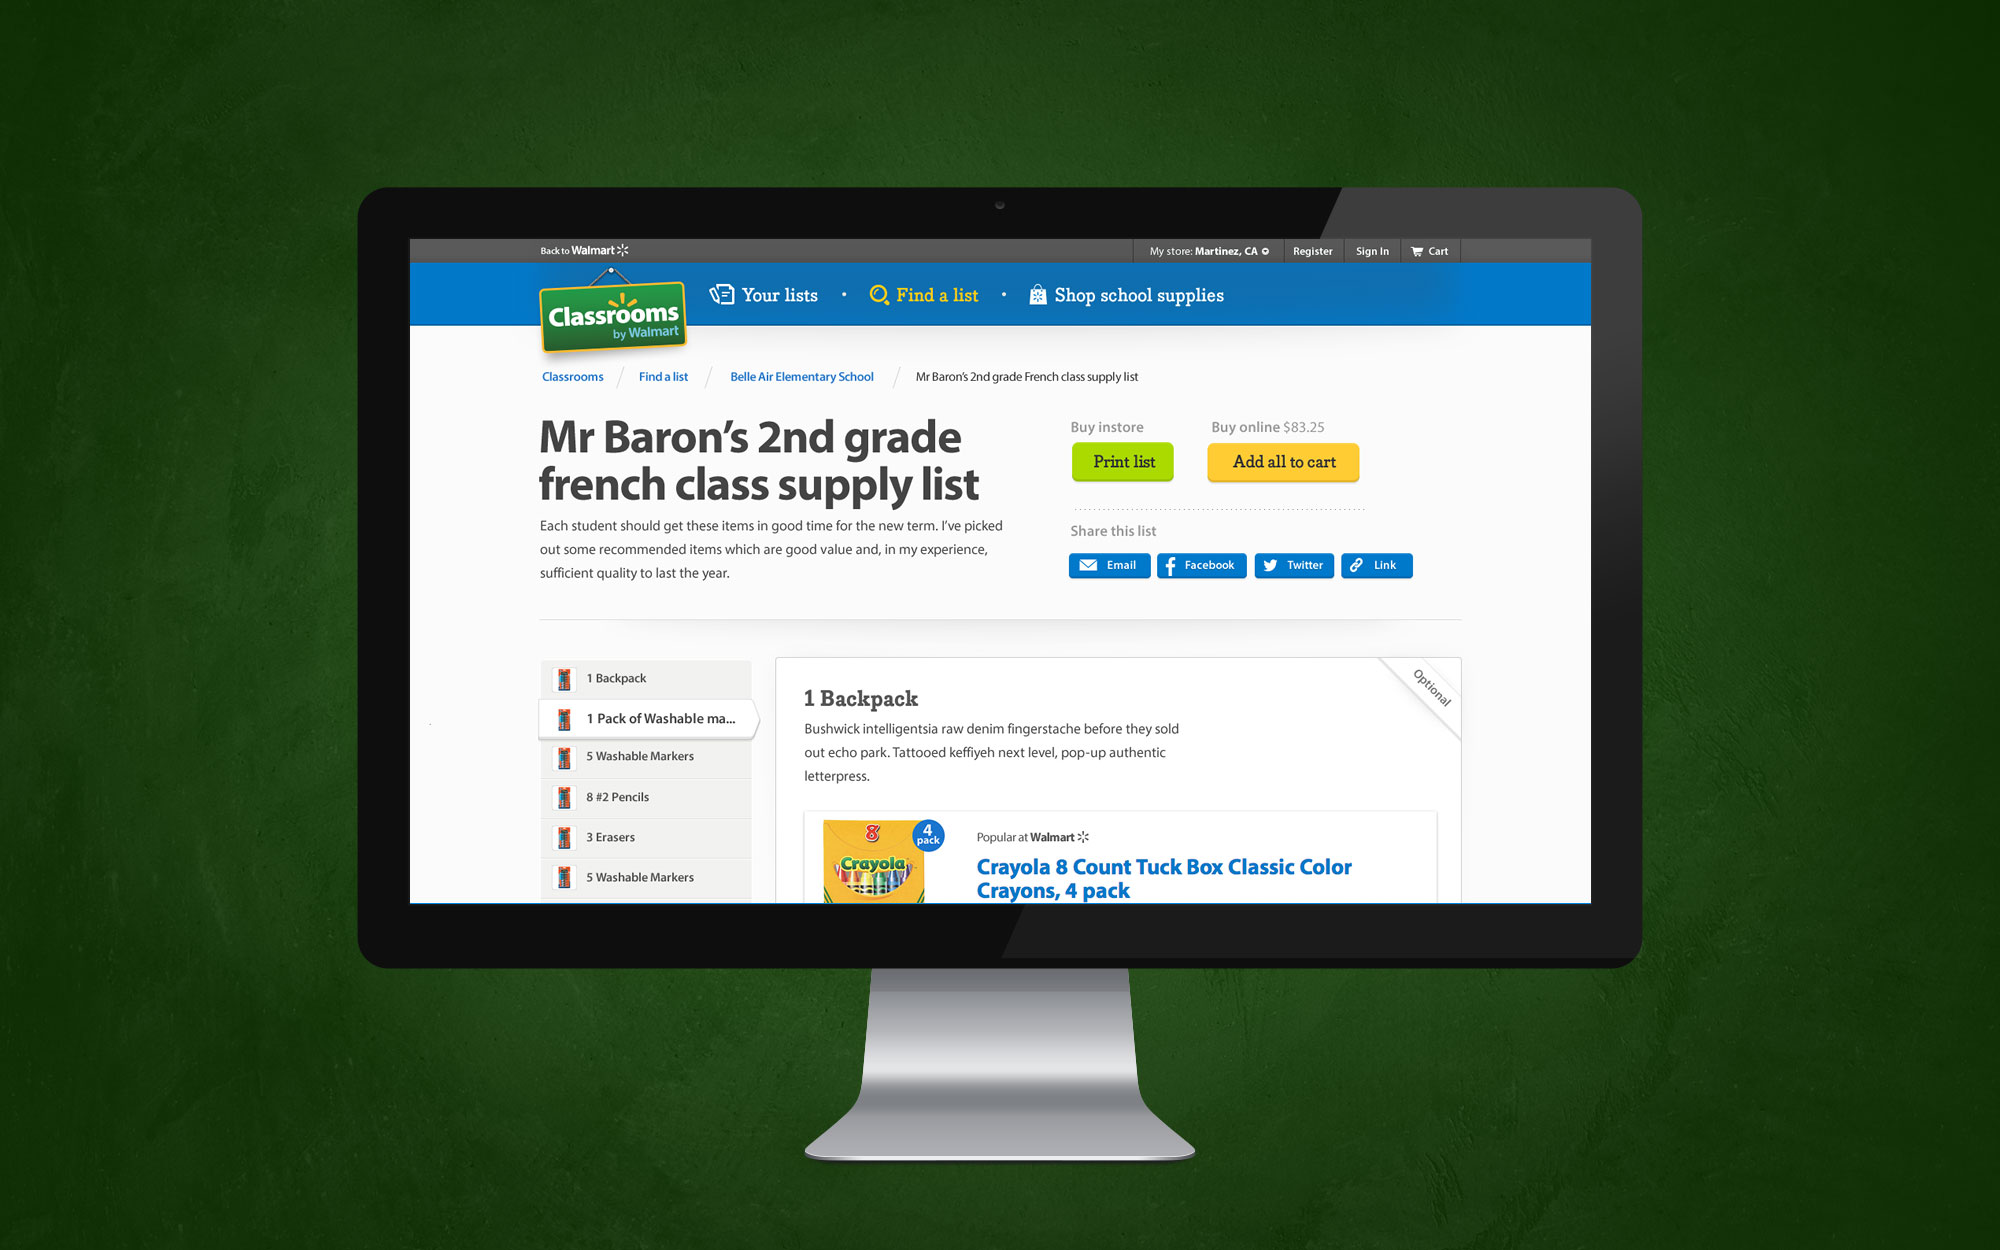 Back to Walmart
My store: Martinez, CA
Register
Sign In
Cart
Classrooms
by Walmart
Your lists
Find a list
Shop school supplies
Classrooms
Find a list
Belle Air Elementary School
Mr Baron's 2nd grade French class supply list
Mr Baron's 2nd grade
french class supply list
Each student should get these items in good time for the new term. I've picked
out some recommended items which are good value and, in my experience,
sufficient quality to last the year.
Buy instore
Print list
Buy online $83.25
Add all to cart
Share this list
Email
Facebook
Twitter
Link
1 Backpack
1 Pack of Washable ma...
5 Washable Markers
8 #2 Pencils
3 Erasers
5 Washable Markers
Optional
1 Backpack
Bushwick intelligentsia raw denim fingerstache before they sold
out echo park. Tattooed keffiyeh next level, pop-up authentic
letterpress.
8
4
pack
Crayola
Popular at Walmart
Crayola 8 Count Tuck Box Classic Color
Crayons, 4 pack